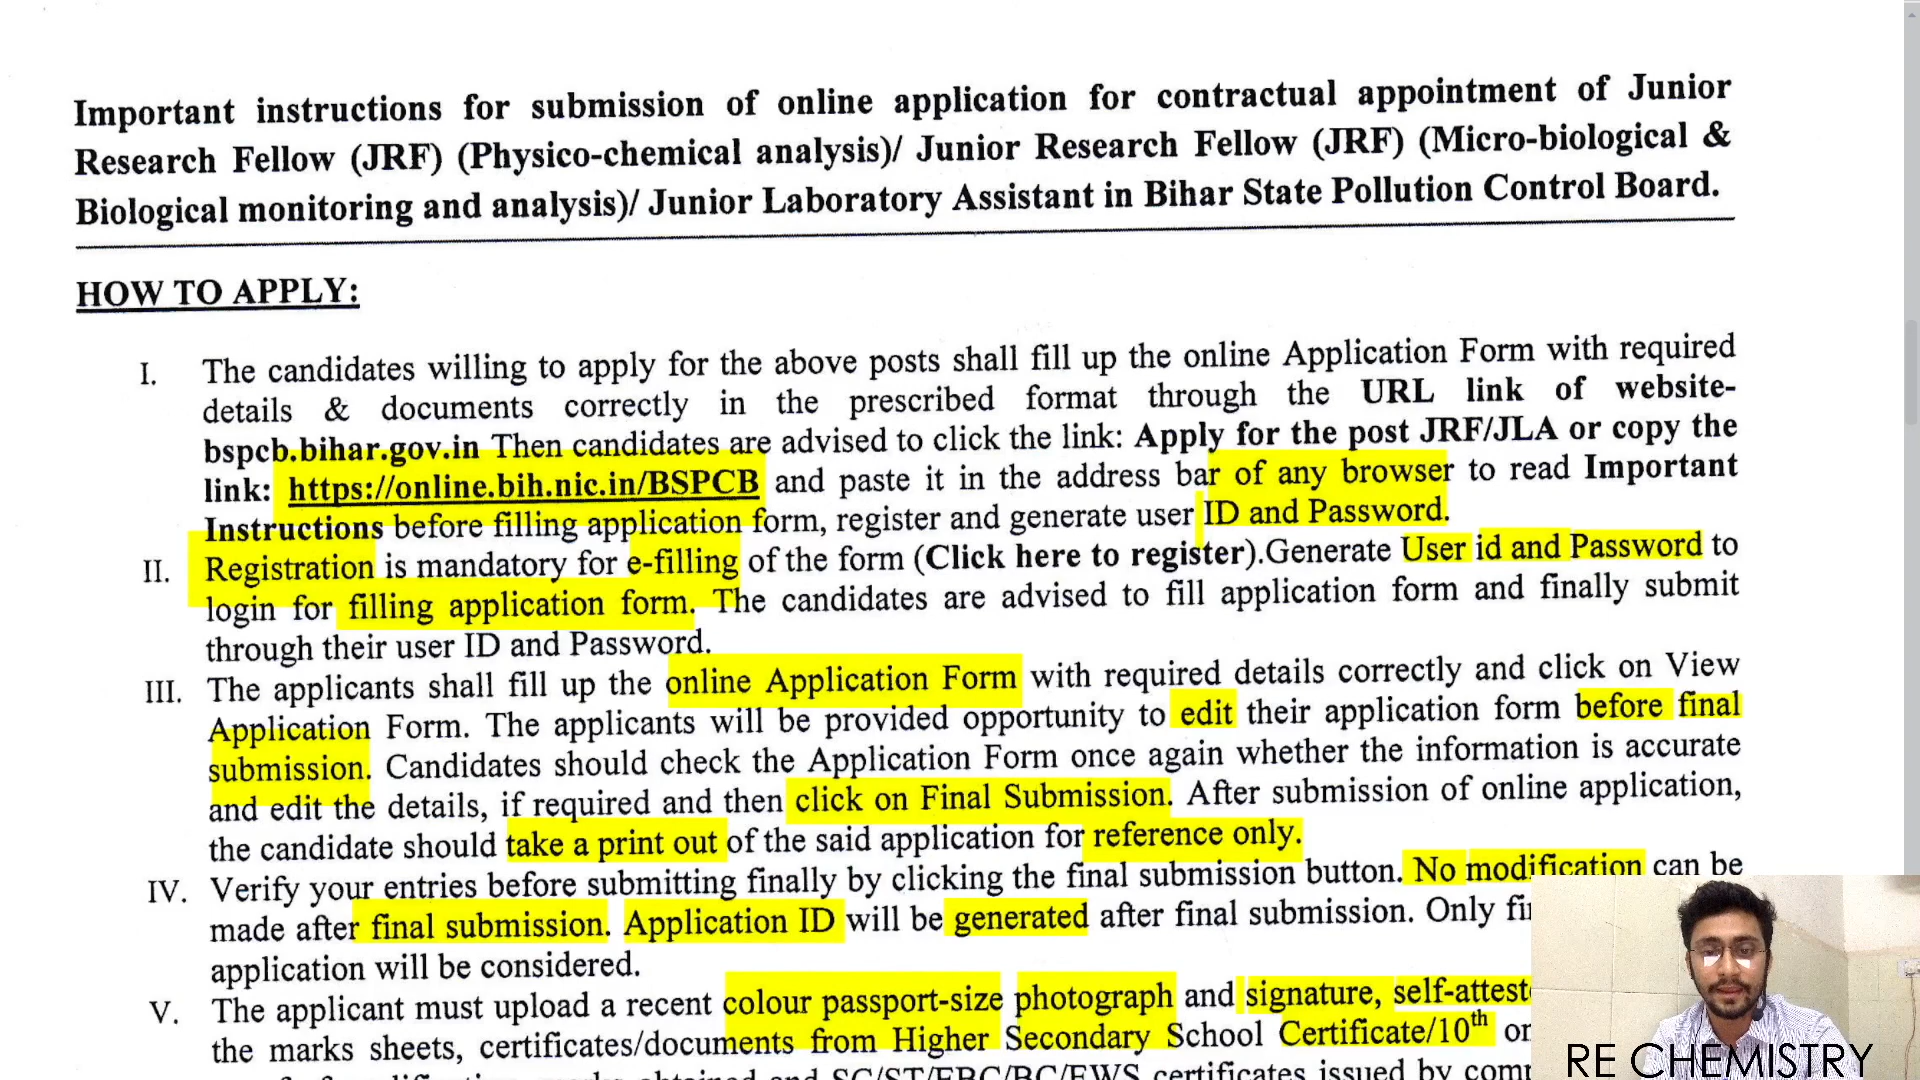 Important instructions for submission of online application for contractual appointment of Junior
Research Fellow (JRF) (Physico-chemical analysis)/ Junior Research Fellow (JRF) (Micro-biological &
Biological monitoring and analysis)/ Junior Laboratory Assistant in Bihar State Pollution Control Board.
HOW TO APPLY:
I. The candidates willing to apply for the above posts shall fill up the online Application Form with required
details & documents correctly in the prescribed format through the URL link of website-
bspcb.bihar.gov.in Then candidates are advised to click the link: Apply for the post JRF/JLA or copy the
link: https://online.bih.nic.in/BSPCB and paste it in the address bar of any browser to read Important
Instructions before filling application form, register and generate user ID and Password.
II. Registration is mandatory for e-filling of the form (Click here to register).Generate User id and Password to
login for filling application form. The candidates are advised to fill application form and finally submit
through their user ID and Password.
III. The applicants shall fill up the online Application Form with required details correctly and click on View
Application Form. The applicants will be provided opportunity to edit their application form before final
submission. Candidates should check the Application Form once again whether the information is accurate
and edit the details, if required and then click on Final Submission. After submission of online application,
the candidate should take a print out of the said application for reference only.
IV. Verify your entries before submitting finally by clicking the final submission button. No modification can be
made after final submission. Application ID will be generated after final submission. Only
application will be considered.
V. The applicant must upload a recent colour passport-size photograph and signature,
the marks sheets, certificates/documents from Higher Secondary School Certificate/10th
obtained and SC/ST/EBC/BC/EWS certificates issued by
RE CHEMISTRY